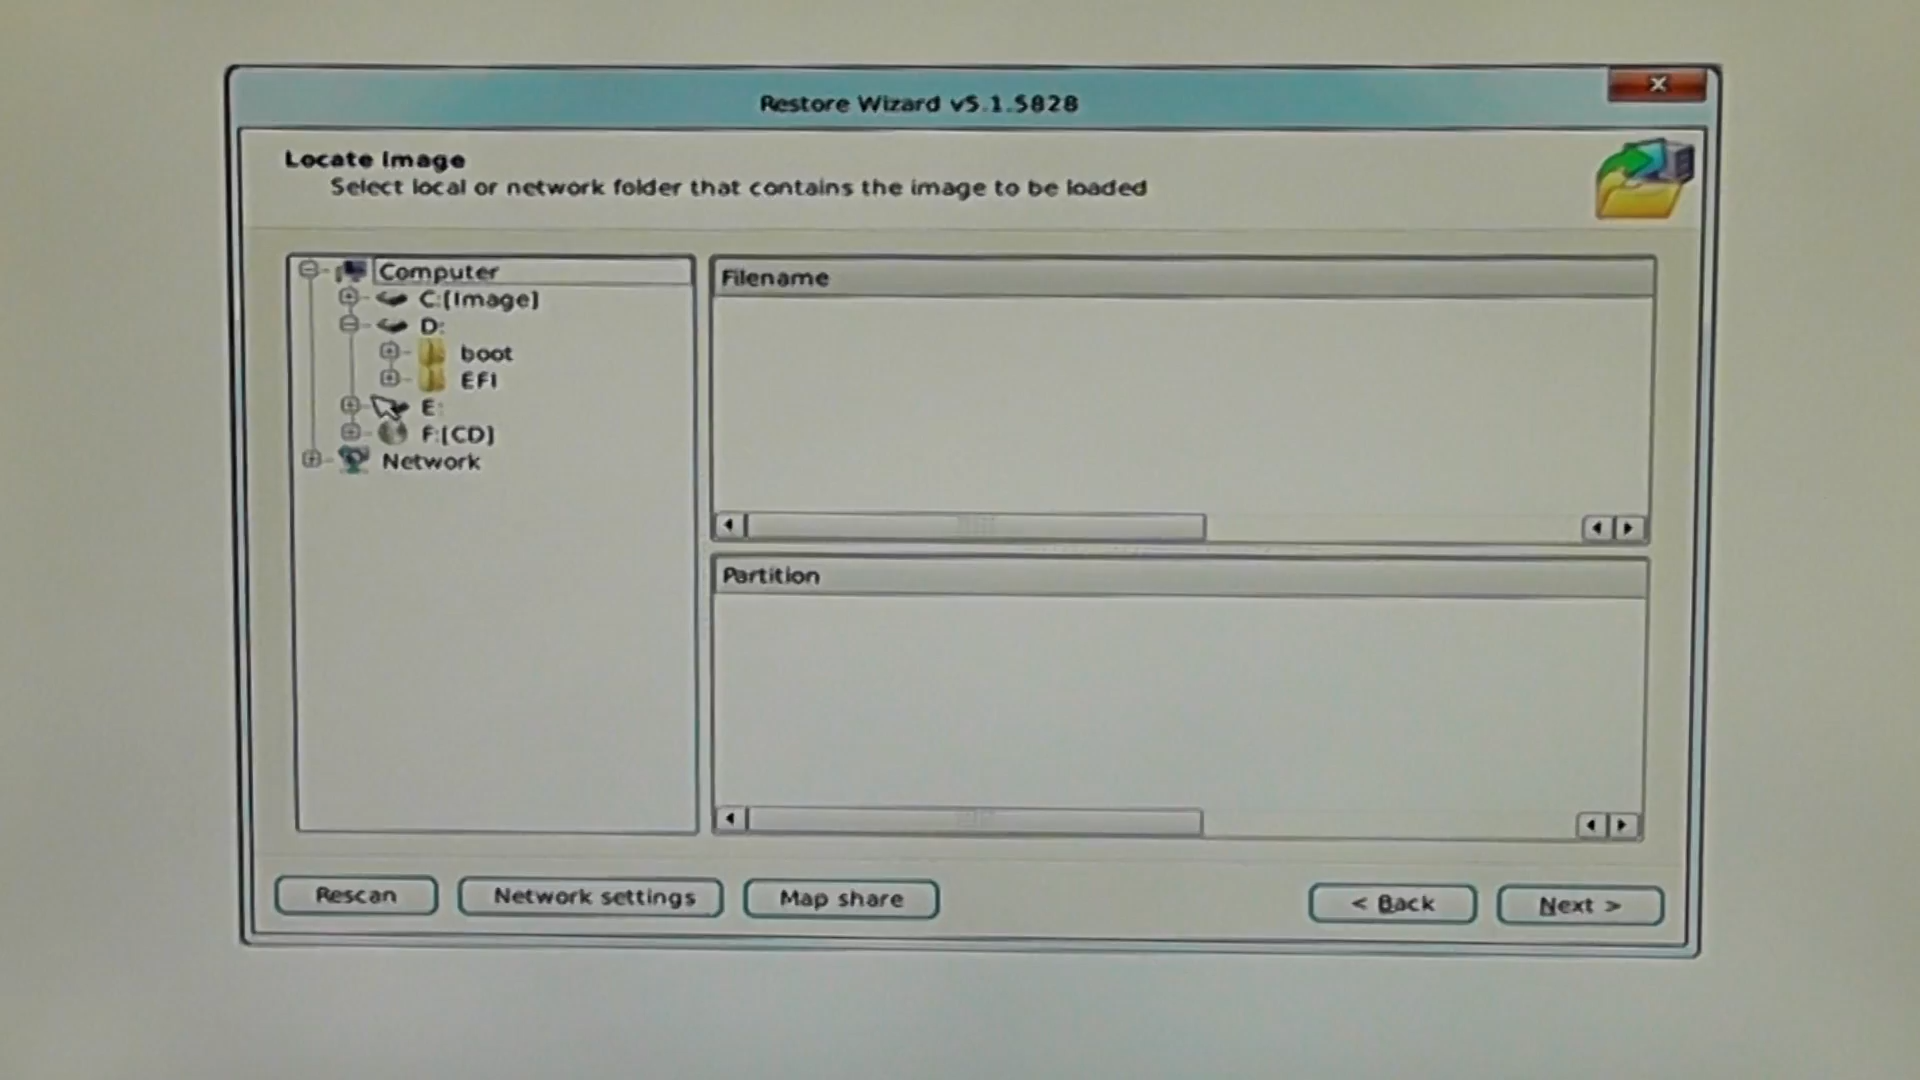 Restore Wizard v5.1.5828
X
Locate Image
Select local or network folder that contains the image to be loaded
Computer
C:[Image]
D:
boot
EFI
E:
F:[CD]
Network
Filename
Partition
Rescan
Network settings
Map share
< Back
Next >